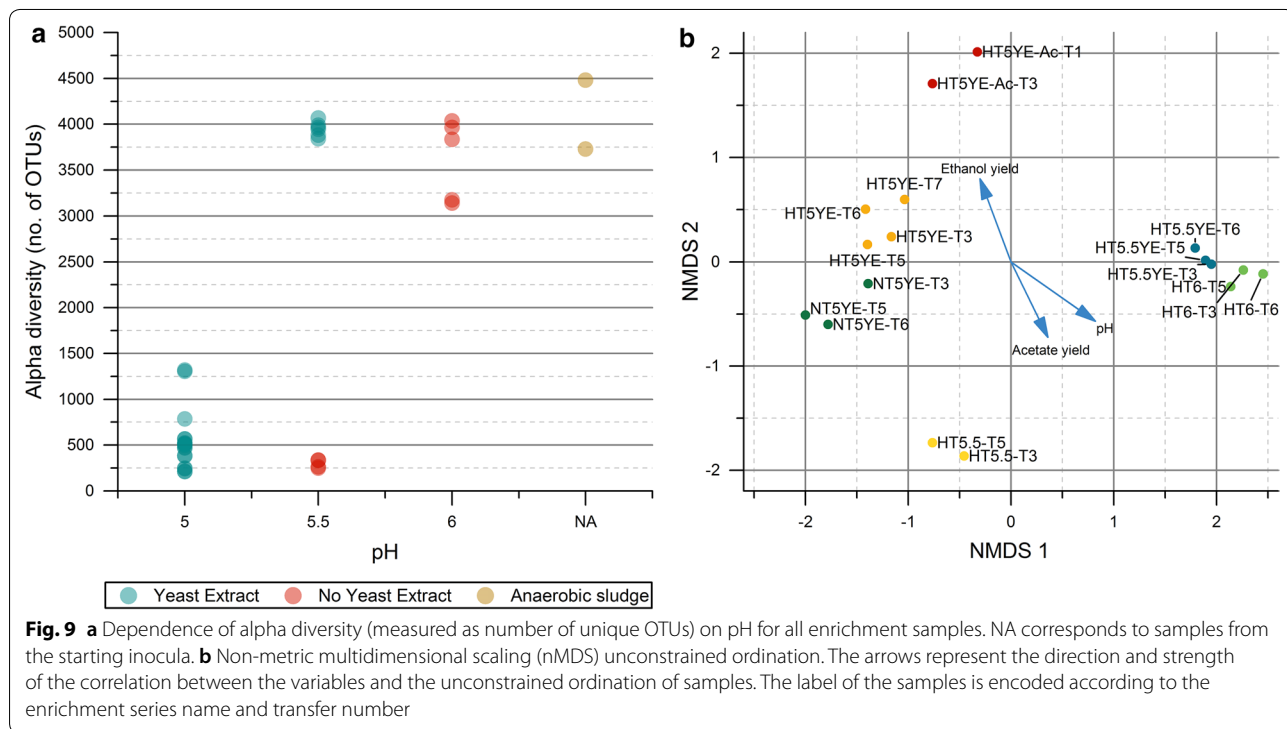 a
Alpha diversity (no. of OTUs)
5000
4500
4000
3500
3000
2500
2000
1500
1000
500
0
5
5.5
6
NA
pH
Yeast Extract
No Yeast Extract
Anaerobic sludge
b
NMDS 2
2
1
0
-1
-2
HT5YE-Ac-T1
HT5YE-Ac-T3
Ethanol yield
HT5YE-T7
HT5YE-T6
HT5YE-T3
HT5YE-T5
NT5YE-T3
NT5YE-T5
NT5YE-T6
HT5.5YE-T6
HT5.5YE-T5
HT5.5YE-T3
HT6-T5
HT6-T3
HT6-T6
pH
Acetate yield
HT5.5-T5
HT5.5-T3
-2
-1
0
1
2
NMDS 1
Fig. 9 a Dependence of alpha diversity (measured as number of unique OTUs) on pH for all enrichment samples. NA corresponds to samples from
the starting inocula. b Non-metric multidimensional scaling (nMDS) unconstrained ordination. The arrows represent the direction and strength
of the correlation between the variables and the unconstrained ordination of samples. The label of the samples is encoded according to the
enrichment series name and transfer number